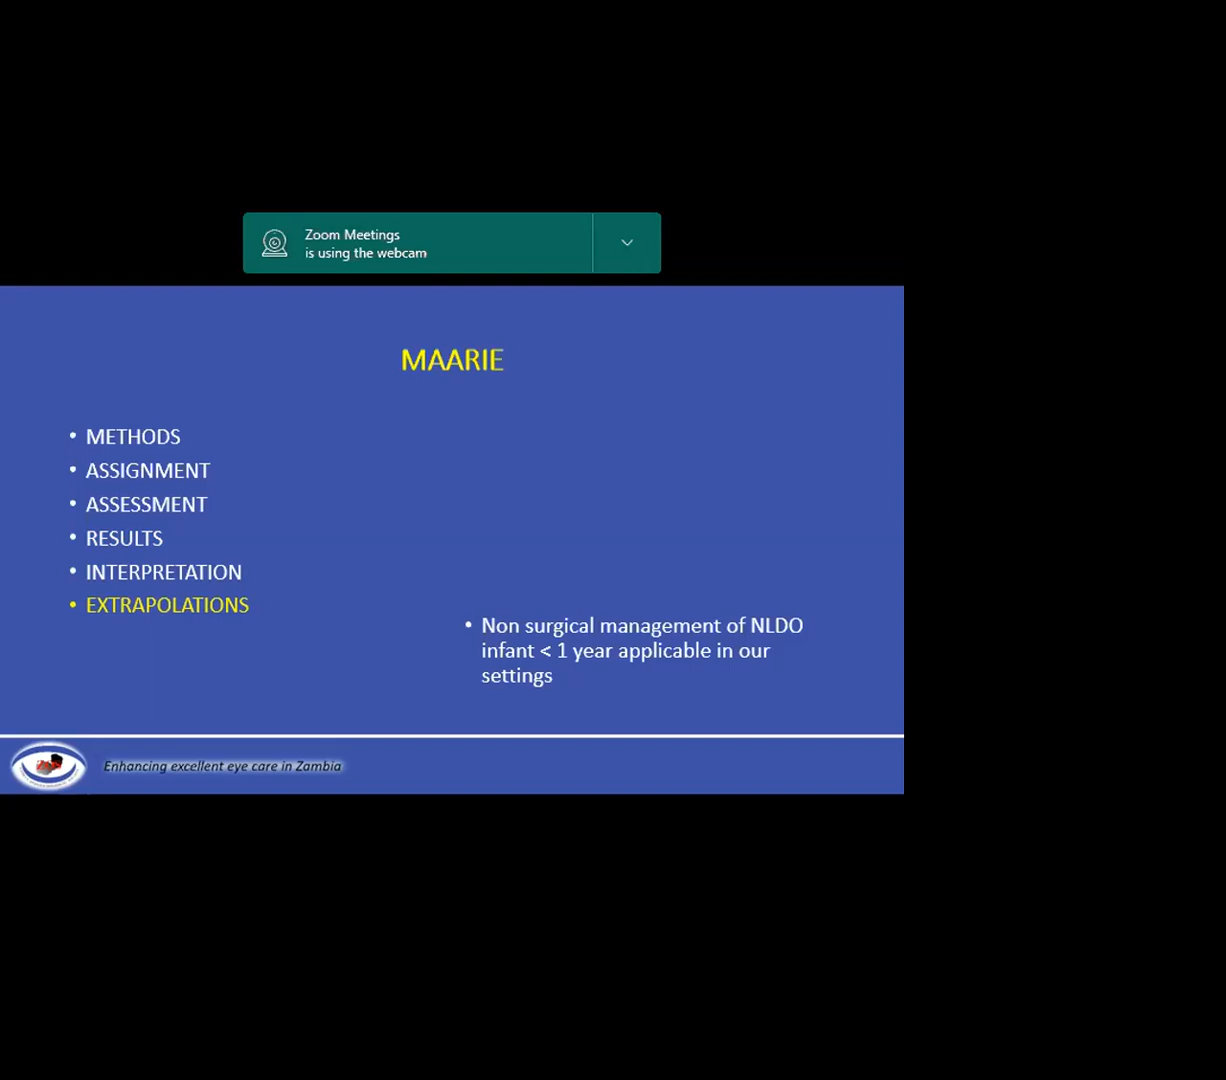 Zoom Meetings
is using the webcam
MAARIE
• METHODS
• ASSIGNMENT
• ASSESSMENT
• RESULTS
• INTERPRETATION
• EXTRAPOLATIONS
• Non surgical management of NLDO
infant < 1 year applicable in our
settings
Enhancing excellent eye care in Zambia